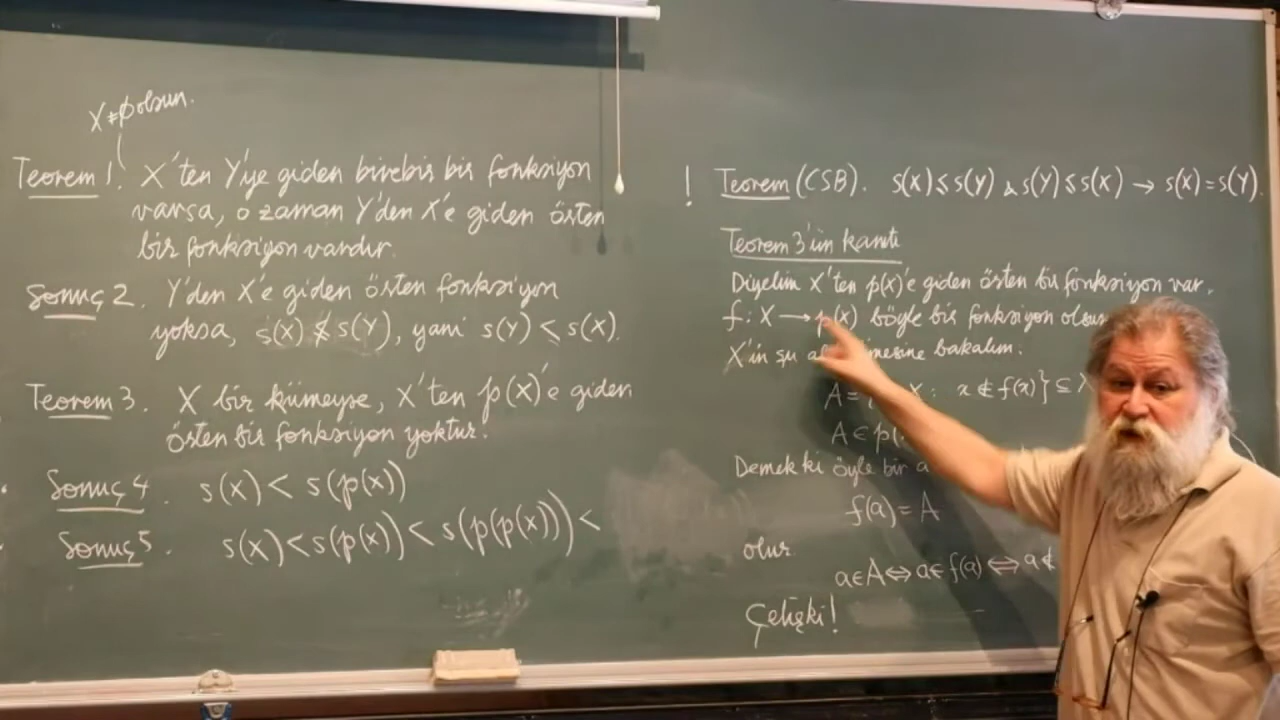 X≠∅ olsun.
Teorem 1. X'ten Y'ye giden birebir bir fonksiyon
varsa, o zaman Y'den X'e giden örten
bir fonksiyon vardır.
Sonuç 2. Y'den X'e giden örten fonksiyon
yoksa, s(X) ≰ s(Y), yani s(Y) ≤ s(X).
Teorem 3. X bir kümeyse, X'ten p(X)'e giden
örten bir fonksiyon yoktur.
Sonuç 4. s(X) < s(p(X))
Sonuç 5. s(X) < s(p(X)) < s(p(p(X))) <
! Teorem (CSB). s(X) ≤ s(Y) & s(Y) ≤ s(X) → s(X) = s(Y).
Teorem 3'ün kanıtı
Diyelim X'ten p(X)'e giden örten bir fonksiyon var.
f: X → p(X) böyle bir fonksiyon olsun
X'in şu bakalım.
A = { X : x ∉ f(x)} ⊆ X
A ∈ p(
Demek ki öyle bir a
f(a) = A
olur.
a∈A ⇔ a∈f(a) ⇔ a∉
Çelişki!